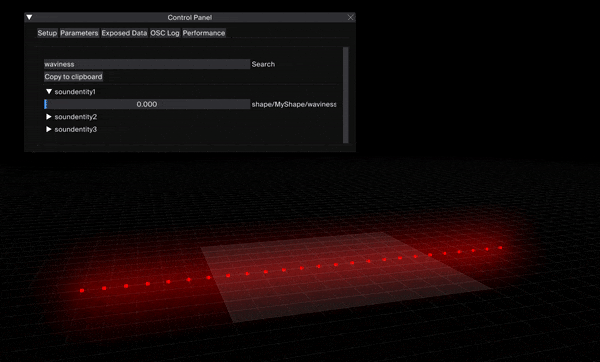 Control Panel
Setup Parameters Exposed Data OSC Log Performance
waviness Search
Copy to clipboard
soundentity1
0.000 shape/MyShape/waviness
soundentity2
soundentity3